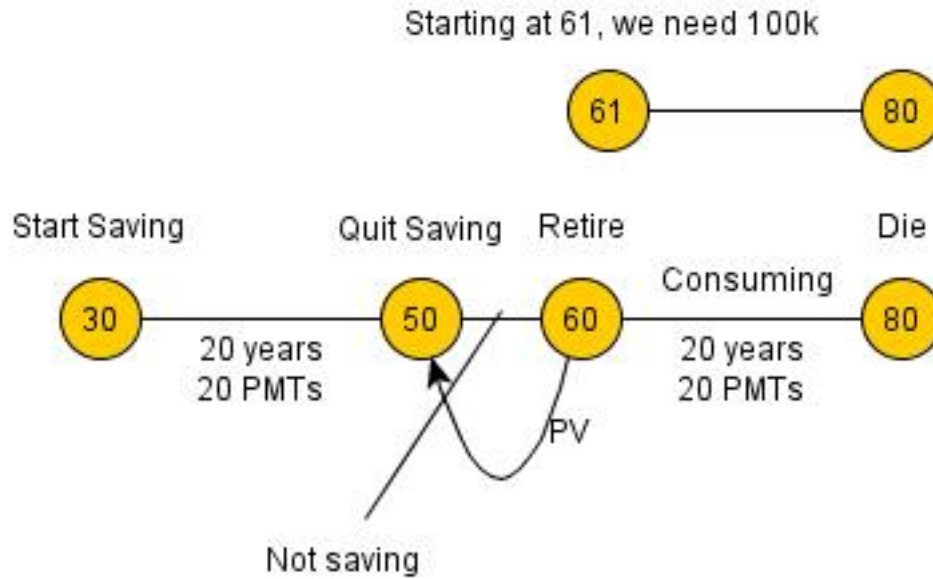 Starting at 61, we need 100k
61
80
Start Saving
Quit Saving
Retire
Die
30
50
60
80
Consuming
20 years
20 PMTs
20 years
20 PMTs
PV
Not saving